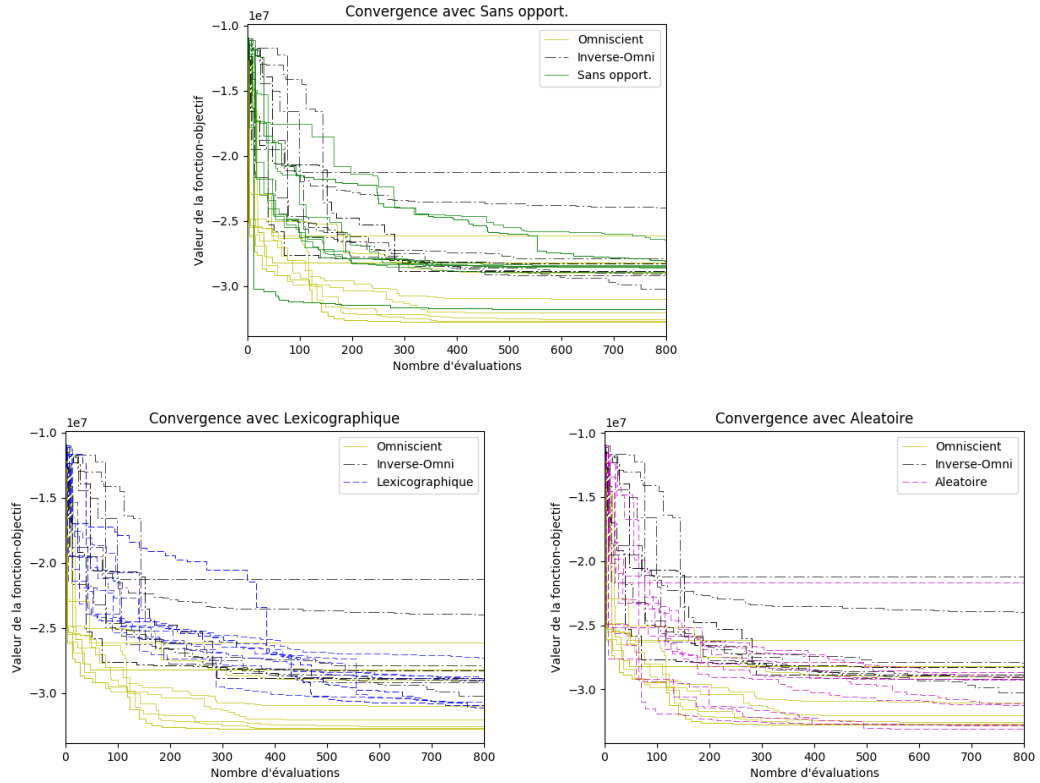 Convergence avec Sans opport.
1e7
Valeur de la fonction-objectif
−1.0
−1.5
−2.0
−2.5
−3.0
Omniscient
Inverse-Omni
Sans opport.
0 100 200 300 400 500 600 700 800
Nombre d'évaluations
Convergence avec Lexicographique
1e7
Valeur de la fonction-objectif
−1.0
−1.5
−2.0
−2.5
−3.0
Omniscient
Inverse-Omni
Lexicographique
0 100 200 300 400 500 600 700 800
Nombre d'évaluations
Convergence avec Aleatoire
1e7
Valeur de la fonction-objectif
−1.0
−1.5
−2.0
−2.5
−3.0
Omniscient
Inverse-Omni
Aleatoire
0 100 200 300 400 500 600 700 800
Nombre d'évaluations